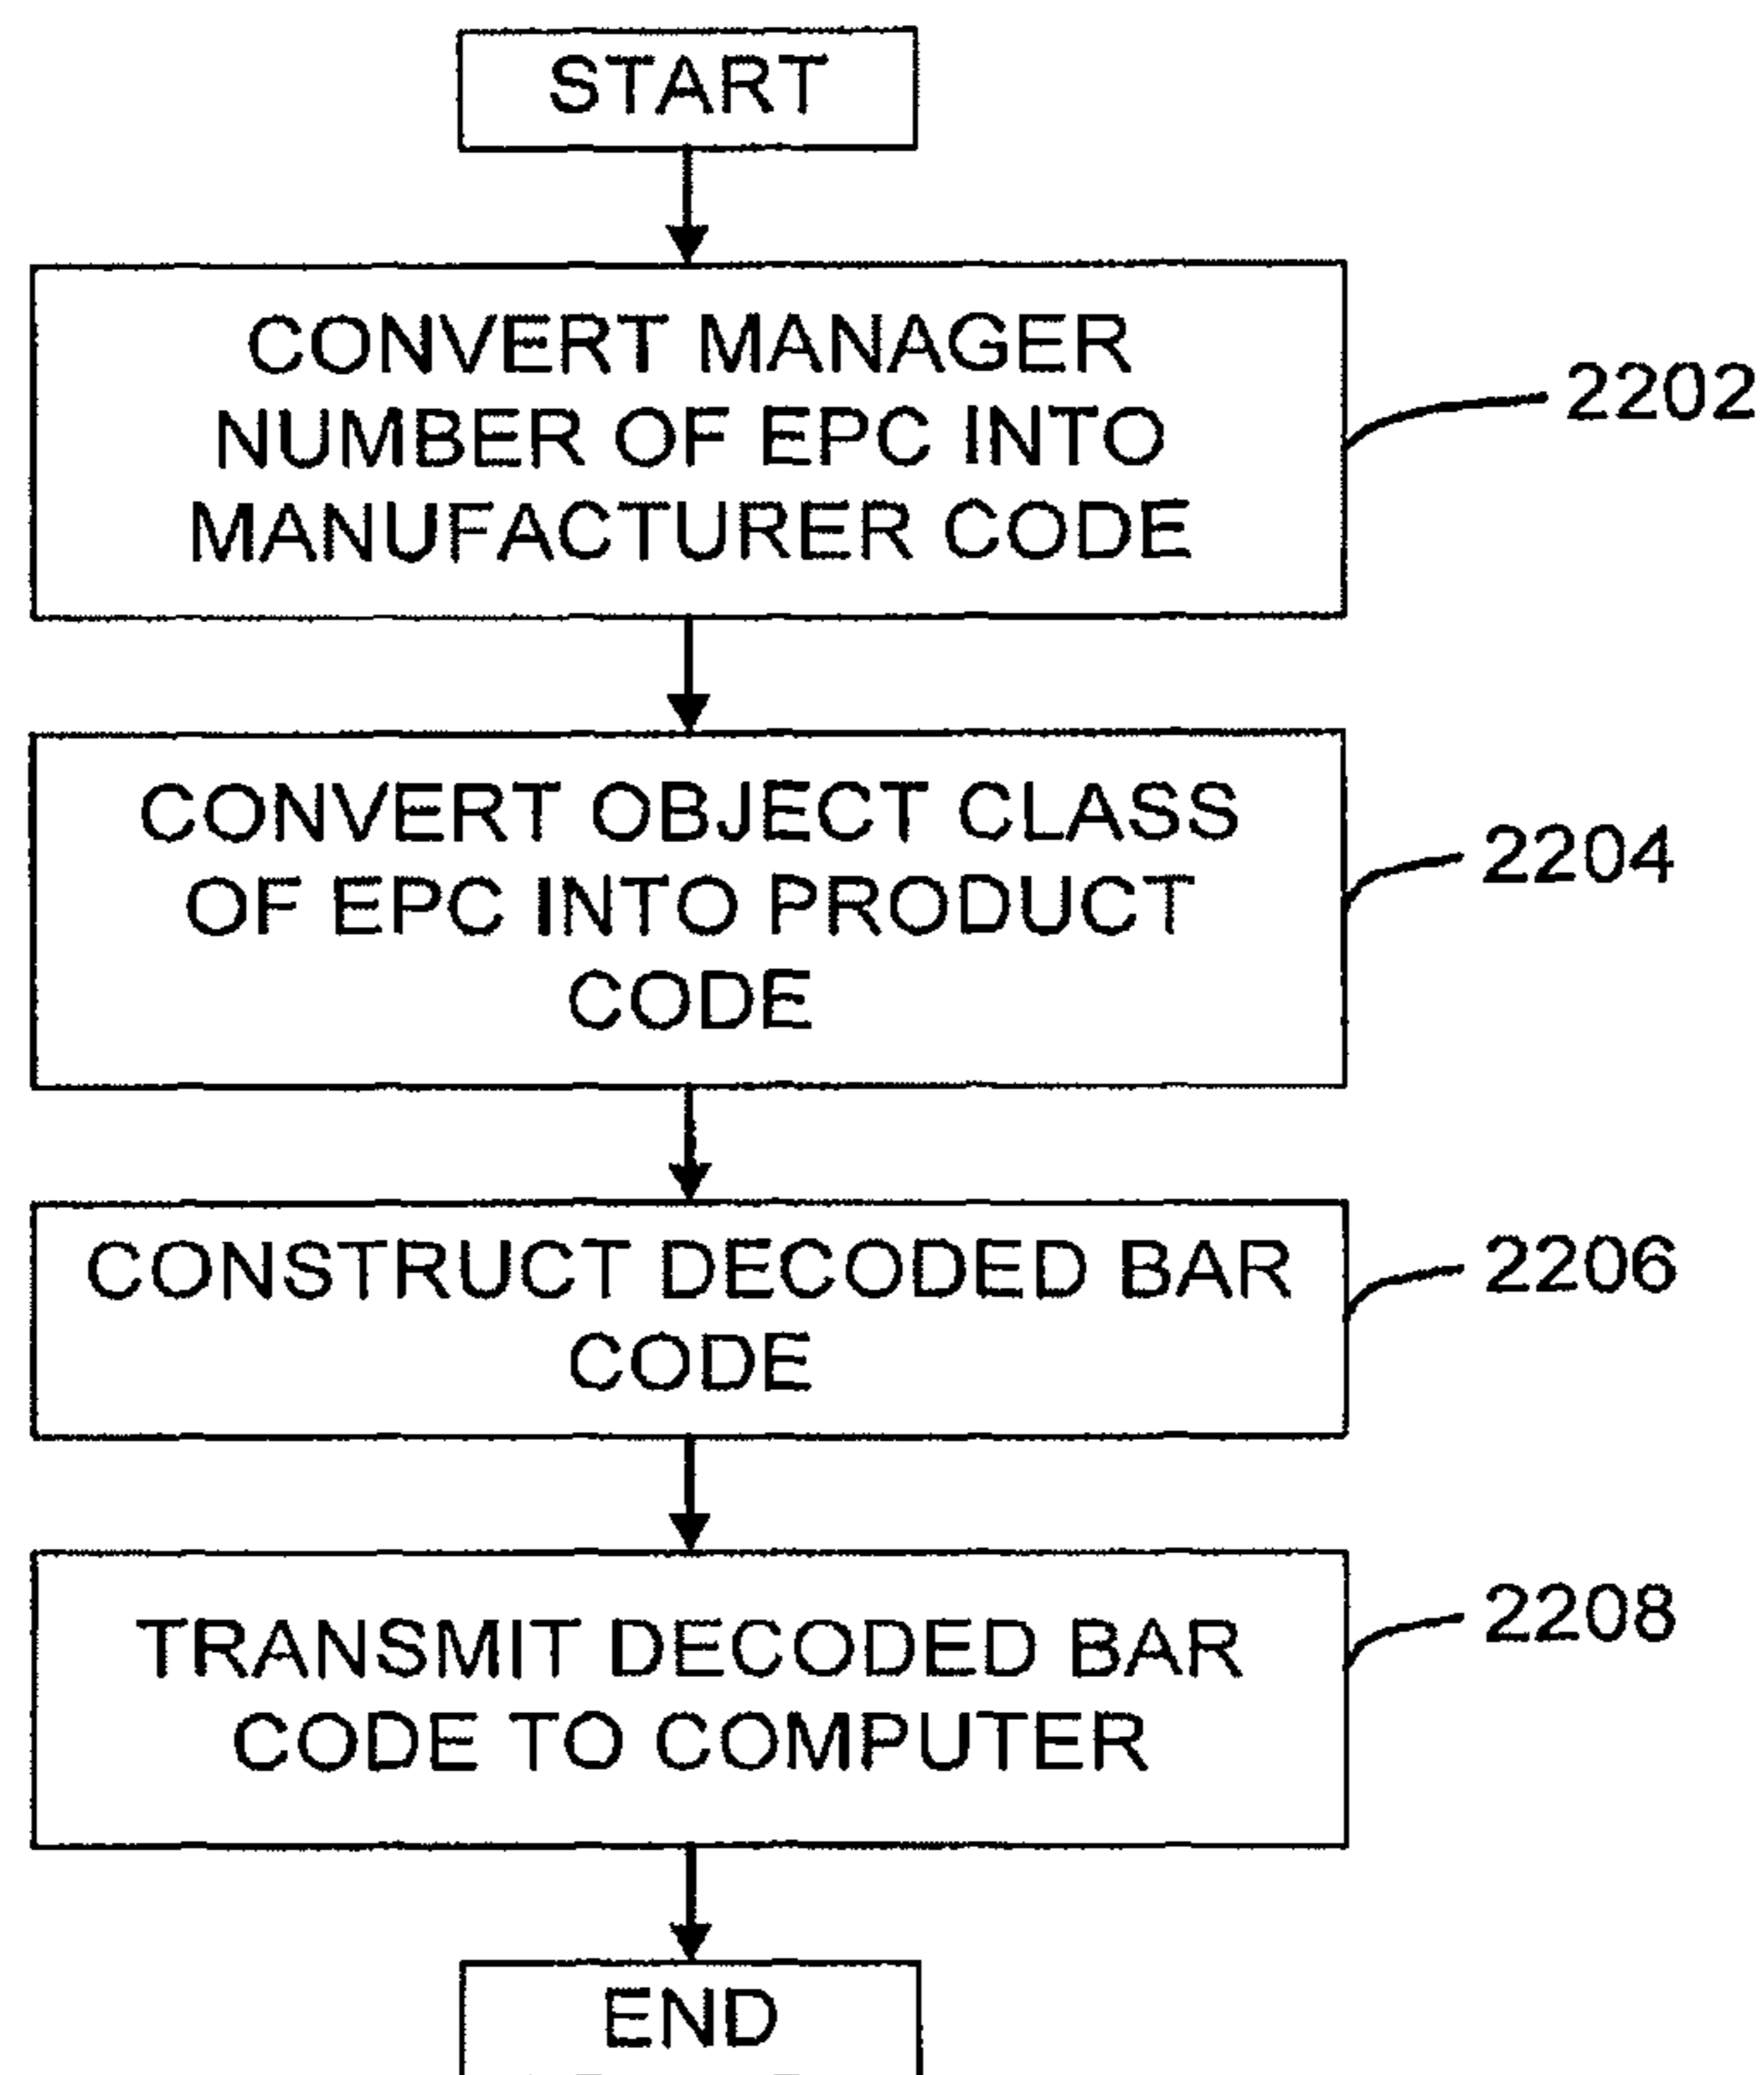 START
CONVERT MANAGER
NUMBER OF EPC INTO
MANUFACTURER CODE
2202
CONVERT OBJECT CLASS
OF EPC INTO PRODUCT
CODE
2204
CONSTRUCT DECODED BAR
CODE
2206
TRANSMIT DECODED BAR
CODE TO COMPUTER
2208
END